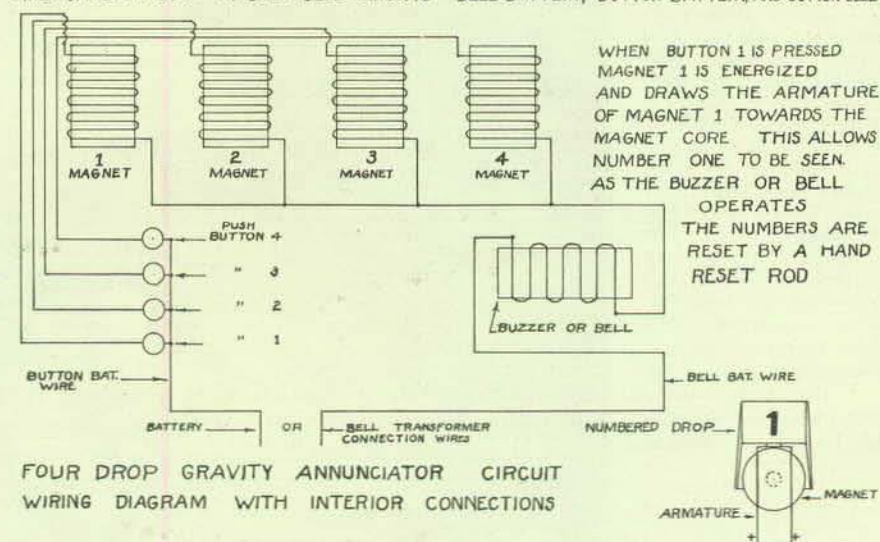 BELL BATTERY, BUTTON BATTERY,
WHEN BUTTON 1 IS PRESSED
MAGNET 1 IS ENERGIZED
AND DRAWS THE ARMATURE
OF MAGNET 1 TOWARDS THE
MAGNET CORE THIS ALLOWS
NUMBER ONE TO BE SEEN.
AS THE BUZZER OR BELL
OPERATES
THE NUMBERS ARE
RESET BY A HAND
RESET ROD
1 MAGNET
2 MAGNET
3 MAGNET
4 MAGNET
PUSH
BUTTON 4
" 3
" 2
" 1
BUZZER OR BELL
BUTTON BAT.
WIRE
BELL BAT. WIRE
BATTERY OR BELL TRANSFORMER
CONNECTION WIRES
NUMBERED DROP
1
MAGNET
ARMATURE
+ +
FOUR DROP GRAVITY ANNUNCIATOR CIRCUIT
WIRING DIAGRAM WITH INTERIOR CONNECTIONS